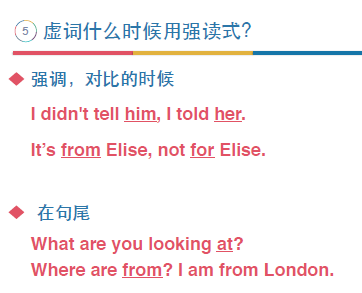 ⑤ 虚词什么时候用强读式?
强调，对比的时候
I didn't tell him, I told her.
It's from Elise, not for Elise.
在句尾
What are you looking at?
Where are from? I am from London.